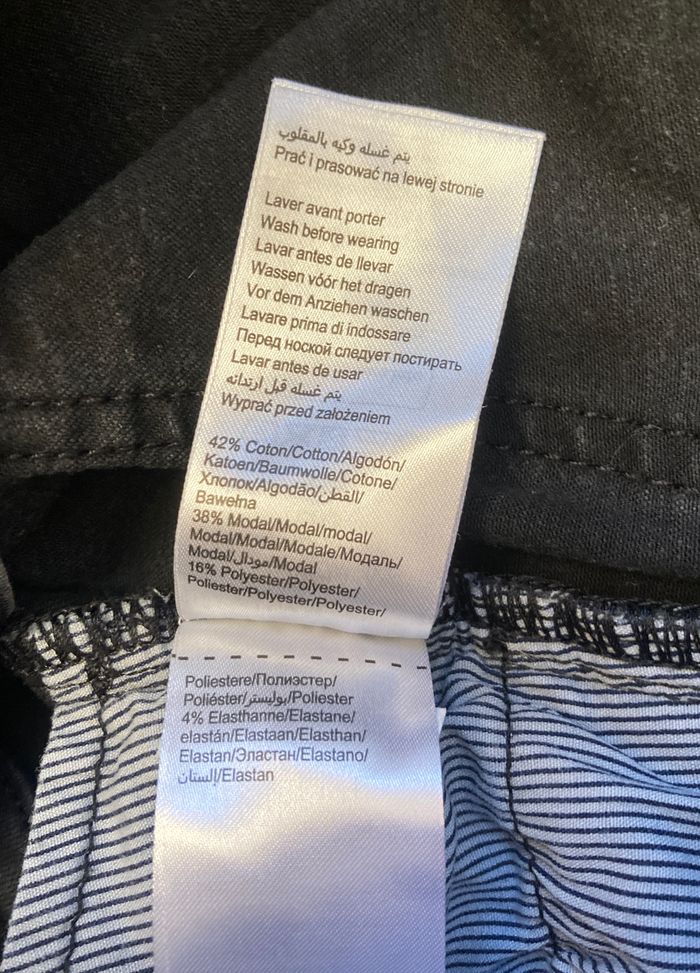 يتم غسله وكيه بالمقلوب
Prać i prasować na lewej stronie
Laver avant porter
Wash before wearing
Lavar antes de llevar
Wassen vóór het dragen
Vor dem Anziehen waschen
Lavare prima di indossare
Перед ноской следует постирать
Lavar antes de usar
يتم غسله قبل ارتدائه
Wyprać przed założeniem
42% Coton/Cotton/Algodón/
Katoen/Baumwolle/Cotone/
Хлопок/Algodão/القطن/
Bawełna
38% Modal/Modal/modal/
Modal/Modal/Modale/Модаль/
Modal/مودال/Modal
16% Polyester/Polyester/
Poliester/Polyester/Polyester/
Poliestere/Полиэстер/
Poliéster/بوليستر/Poliester
4% Elasthanne/Elastane/
elastán/Elastaan/Elasthan/
Elastan/Эластан/Elastano/
إلستان/Elastan